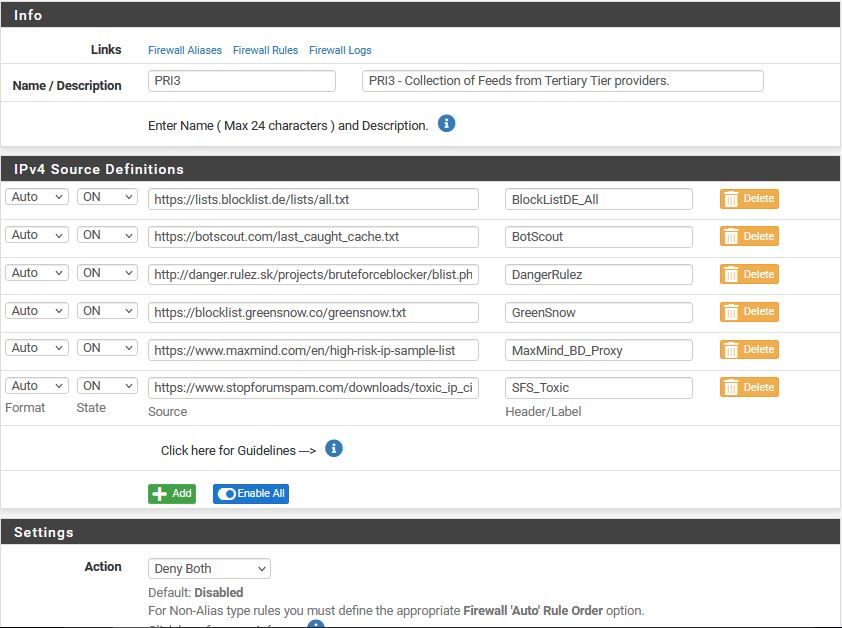 Info
Links Firewall Aliases Firewall Rules Firewall Logs
Name / Description PRI3 PRI3 - Collection of Feeds from Tertiary Tier providers.
Enter Name ( Max 24 characters ) and Description.
IPv4 Source Definitions
Auto ON https://lists.blocklist.de/lists/all.txt BlockListDE_All Delete
Auto ON https://botscout.com/last_caught_cache.txt BotScout Delete
Auto ON http://danger.rulez.sk/projects/bruteforceblocker/blist.ph DangerRulez Delete
Auto ON https://blocklist.greensnow.co/greensnow.txt GreenSnow Delete
Auto ON https://www.maxmind.com/en/high-risk-ip-sample-list MaxMind_BD_Proxy Delete
Auto ON https://www.stopforumspam.com/downloads/toxic_ip_ci SFS_Toxic Delete
Format State Source Header/Label
Click here for Guidelines --->
Add Enable All
Settings
Action Deny Both
Default: Disabled
For Non-Alias type rules you must define the appropriate Firewall 'Auto' Rule Order option.